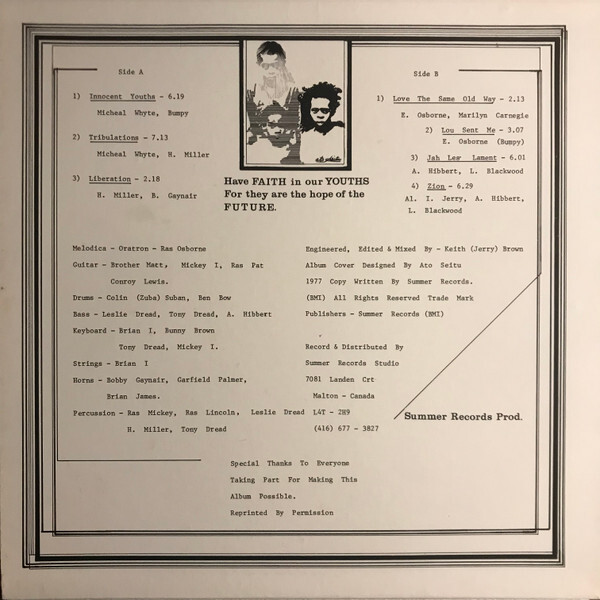 Side A
1) Innocent Youths - 6.19
Micheal Whyte, Bumpy
2) Tribulations - 7.13
Micheal Whyte, H. Miller
3) Liberation - 2.18
H. Miller, B. Gaynair
Side B
1) Love The Same Old Way - 2.13
E. Osborne, Marilyn Carnegie
2) Lou Sent Me - 3.07
E. Osborne (Bumpy)
3) Jah Law Lament - 6.01
A. Hibbert, L. Blackwood
4) Zion - 6.29
Al. I. Jerry, A. Hibbert,
L. Blackwood
Have FAITH in our YOUTHS
For they are the hope of the
FUTURE.
Melodica - Oratron - Ras Osborne
Guitar - Brother Matt, Mickey I, Ras Pat
Conroy Lewis.
Drums - Colin (Zuba) Suban, Ben Bow
Bass - Leslie Dread, Tony Dread, A. Hibbert
Keyboard - Brian I, Bunny Brown
Tony Dread, Mickey I.
Strings - Brian I
Horns - Bobby Gaynair, Garfield Palmer,
Brian James.
Percussion - Ras Mickey, Ras Lincoln, Leslie Dread
H. Miller, Tony Dread
Engineered, Edited & Mixed By - Keith (Jerry) Brown
Album Cover Designed By Ato Seitu
1977 Copy Written By Summer Records.
(BMI) All Rights Reserved Trade Mark
Publishers - Summer Records (BMI)
Record & Distributed By
Summer Records Studio
7081 Landen Crt
Malton - Canada
L4T - 2H9
(416) 677 - 3827
Summer Records Prod.
Special Thanks To Everyone
Taking Part For Making This
Album Possible.
Reprinted By Permission